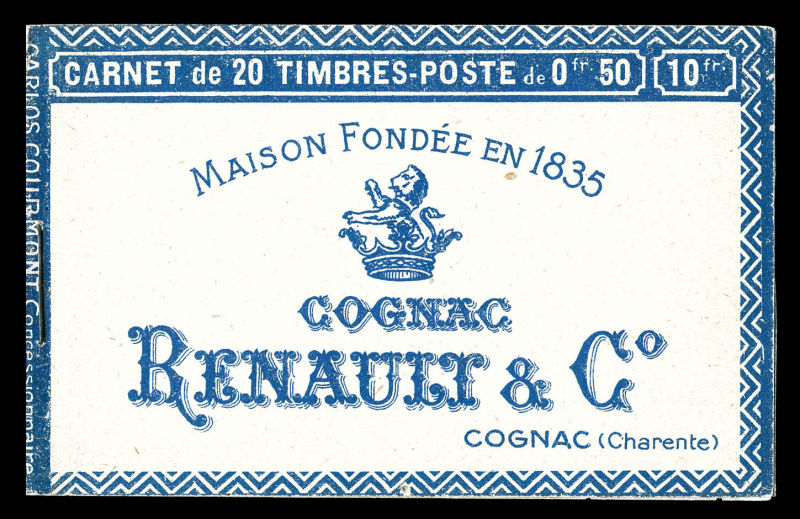 CARNET de 20 TIMBRES-POSTE de 0 fr. 50 10 fr.
MAISON FONDÉE EN 1835
COGNAC
RENAULT & Cº
COGNAC (Charente)
CARLOS COURMONT Concessionnaire